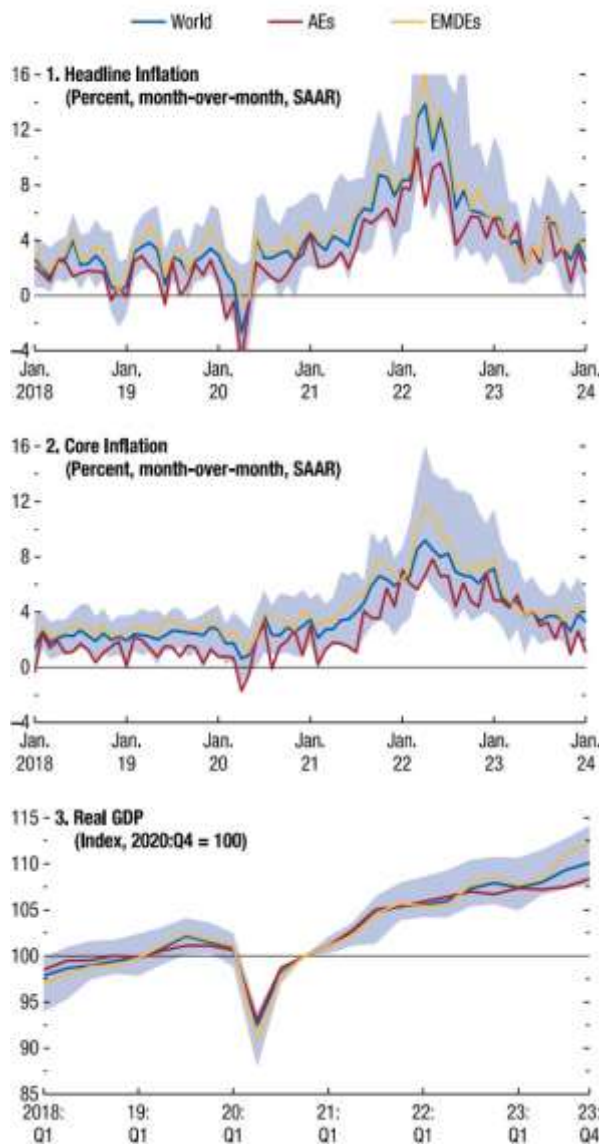 World AEs EMDEs
1. Headline Inflation
(Percent, month-over-month, SAAR)
16
12
8
4
0
–4
Jan. Jan. Jan. Jan. Jan. Jan. Jan.
2018 19 20 21 22 23 24
2. Core Inflation
(Percent, month-over-month, SAAR)
16
12
8
4
0
–4
Jan. Jan. Jan. Jan. Jan. Jan. Jan.
2018 19 20 21 22 23 24
115
3. Real GDP
(Index, 2020:Q4 = 100)
110
105
100
95
90
85
2018: 19: 20: 21: 22: 23: 23:
Q1 Q1 Q1 Q1 Q1 Q1 Q4